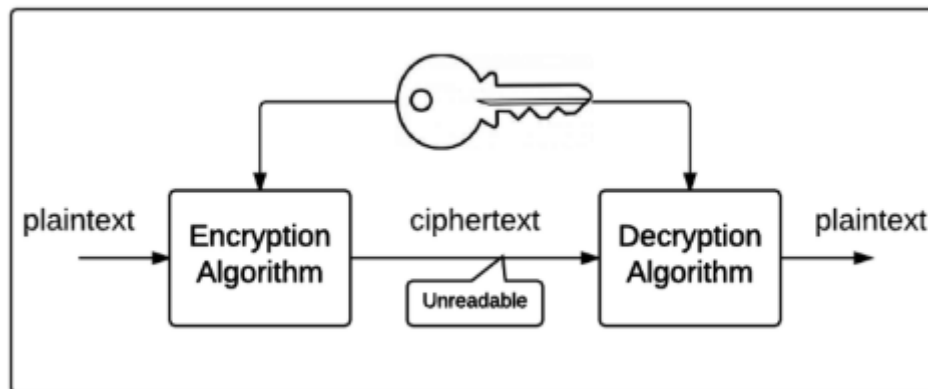 plaintext
Encryption
Algorithm
ciphertext
Unreadable
Decryption
Algorithm
plaintext